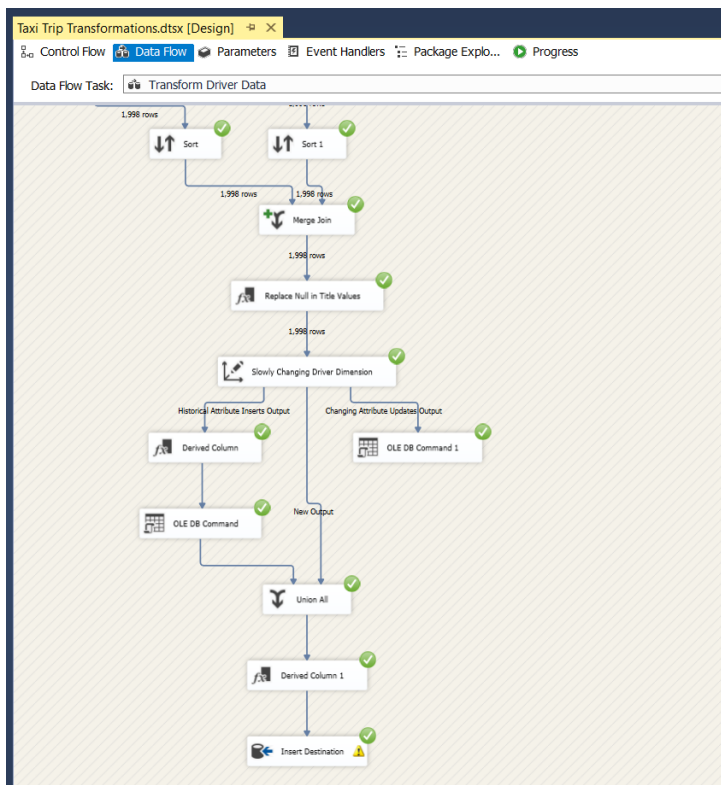 Taxi Trip Transformations.dtsx [Design]
Control Flow Data Flow Parameters Event Handlers Package Explo... Progress
Data Flow Task: Transform Driver Data
1,998 rows
Sort Sort 1
1,998 rows 1,998 rows
Merge Join
1,998 rows
Replace Null in Title Values
1,998 rows
Slowly Changing Driver Dimension
Historical Attribute Inserts Output Changing Attribute Updates Output
Derived Column OLE DB Command 1
OLE DB Command New Output
Union All
Derived Column 1
Insert Destination